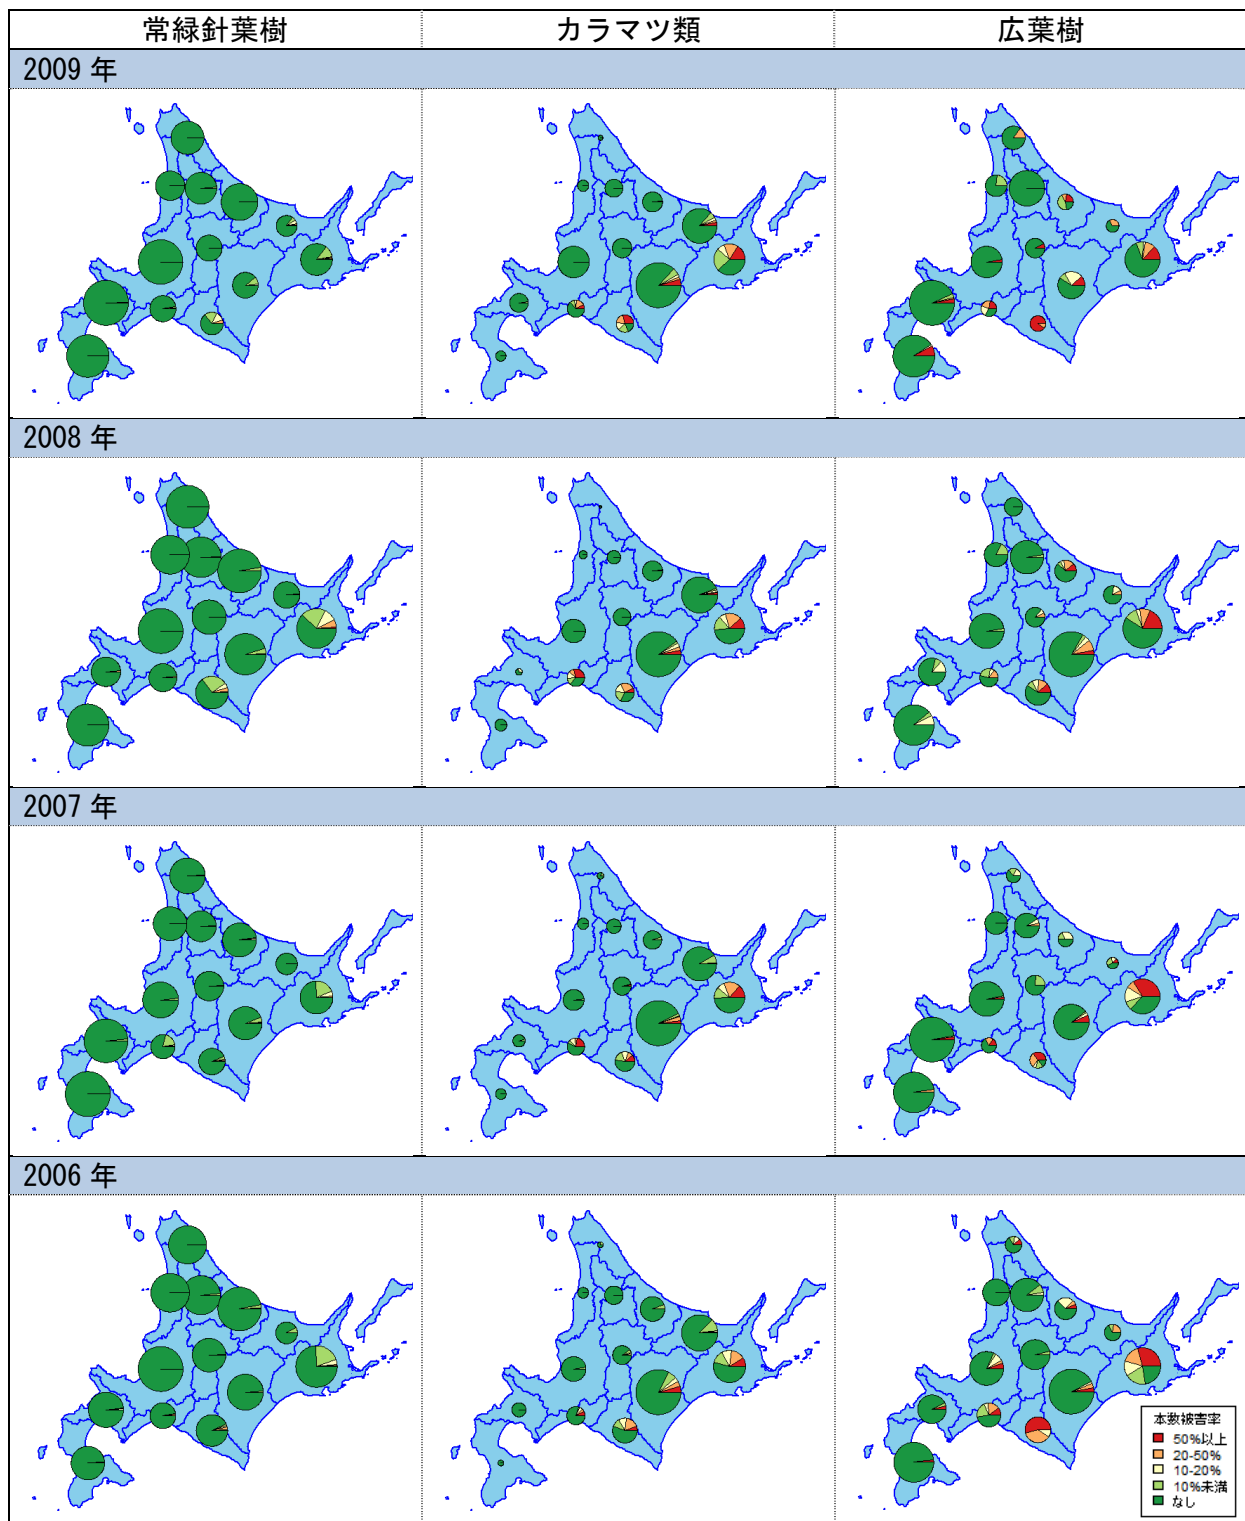 常緑針葉樹
カラマツ類
広葉樹
2009 年
2008 年
2007 年
2006 年
本数被害率
50%以上
20-50%
10-20%
10%未満
なし